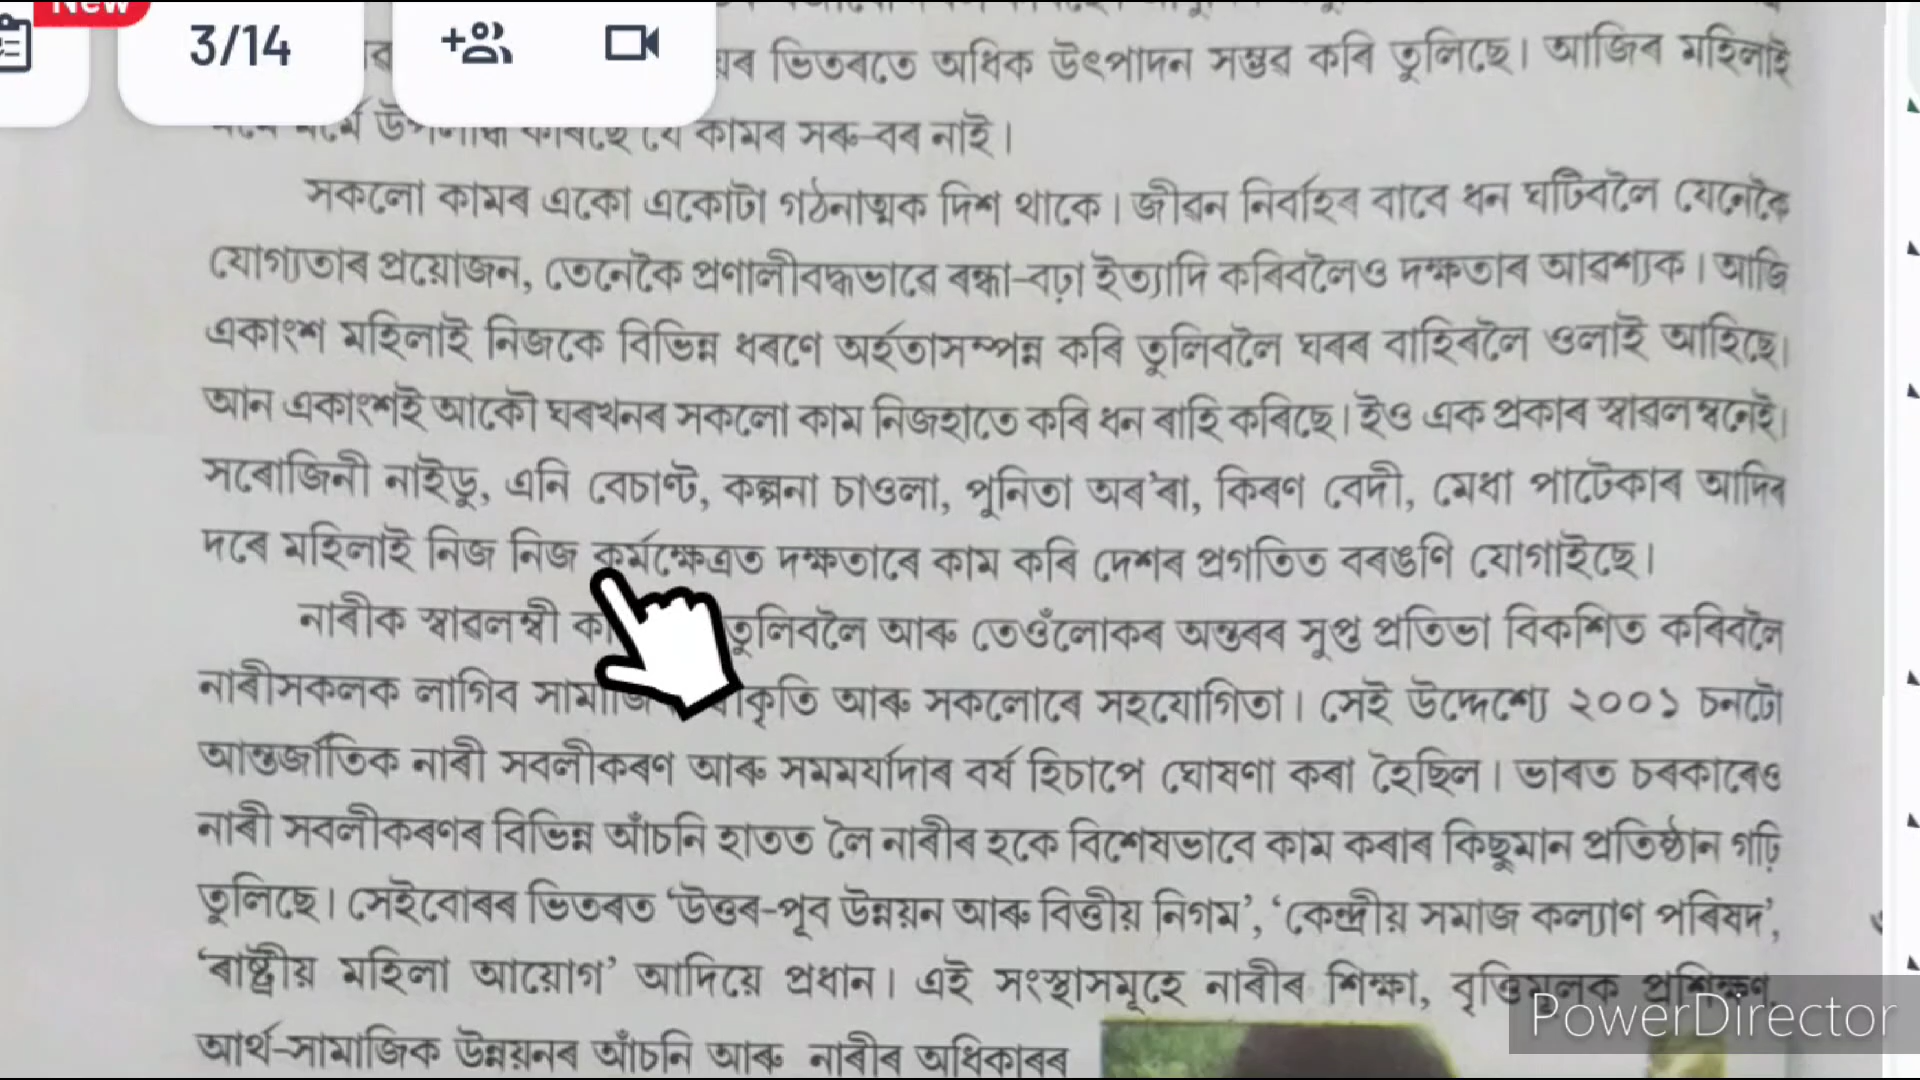 New
3/14
ৰ ভিতৰতে অধিক উৎপাদন সম্ভৱ কৰি তুলিছে। আজিৰ মহিলাই
কামৰ সৰু-বৰ নাই।
সকলো কামৰ একো একোটা গঠনাত্মক দিশ থাকে। জীৱন নিৰ্বাহৰ বাবে ধন ঘটিবলৈ যেনেকৈ
যোগ্যতাৰ প্ৰয়োজন, তেনেকৈ প্ৰণালীবদ্ধভাৱে ৰন্ধা-বঢ়া ইত্যাদি কৰিবলৈও দক্ষতাৰ আৱশ্যক। আজি
একাংশ মহিলাই নিজকে বিভিন্ন ধৰণে অৰ্হতাসম্পন্ন কৰি তুলিবলৈ ঘৰৰ বাহিৰলৈ ওলাই আহিছে।
আন একাংশই আকৌ ঘৰখনৰ সকলো কাম নিজহাতে কৰি ধন ৰাহি কৰিছে। ইও এক প্ৰকাৰ স্বাৱলম্বনেই।
সৰোজিনী নাইডু, এনি বেচাণ্ট, কল্পনা চাওলা, পুনিতা অৰ'ৰা, কিৰণ বেদী, মেধা পাটেকাৰ আদিৰ
দৰে মহিলাই নিজ নিজ কৰ্মক্ষেত্ৰত দক্ষতাৰে কাম কৰি দেশৰ প্ৰগতিত বৰঙণি যোগাইছে।
নাৰীক স্বাৱলম্বী তুলিবলৈ আৰু তেওঁলোকৰ অন্তৰৰ সুপ্ত প্ৰতিভা বিকশিত কৰিবলৈ
নাৰীসকলক লাগিব আৰু সকলোৰে সহযোগিতা। সেই উদ্দেশ্যে ২০০১ চনটো
আন্তৰ্জাতিক নাৰী সবলীকৰণ আৰু সমমৰ্যাদাৰ বৰ্ষ হিচাপে ঘোষণা কৰা হৈছিল। ভাৰত চৰকাৰেও
নাৰী সবলীকৰণৰ বিভিন্ন আঁচনি হাতত লৈ নাৰীৰ হকে বিশেষভাবে কাম কৰাৰ কিছুমান প্ৰতিষ্ঠান গঢ়ি
তুলিছে। সেইবোৰৰ ভিতৰত ‘উত্তৰ-পূব উন্নয়ন আৰু বিত্তীয় নিগম’, ‘কেন্দ্ৰীয় সমাজ কল্যাণ পৰিষদ’,
‘ৰাষ্ট্ৰীয় মহিলা আয়োগ’ আদিয়ে প্ৰধান। এই সংস্থাসমূহে নাৰীৰ শিক্ষা, বৃত্তিমূলক প্ৰশিক্ষণ,
আৰ্থ-সামাজিক উন্নয়নৰ আঁচনি আৰু নাৰীৰ অধিকাৰৰ
PowerDirector